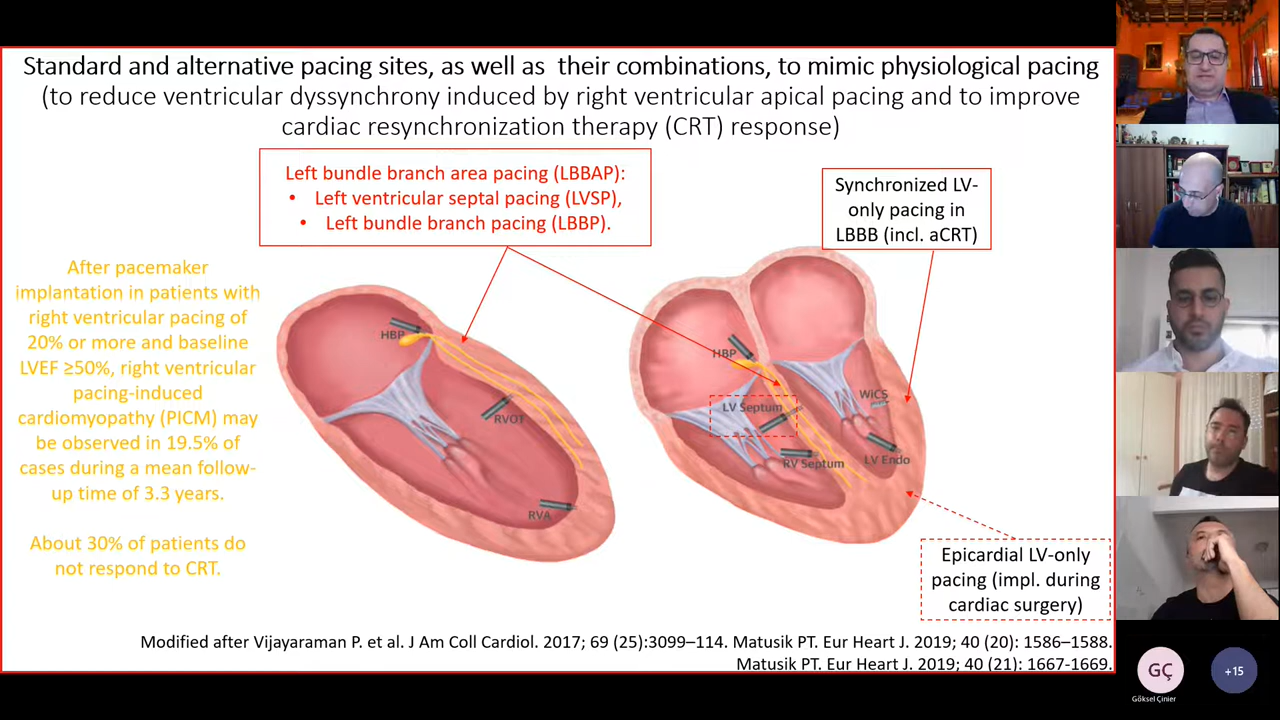 Standard and alternative pacing sites, as well as their combinations, to mimic physiological pacing
(to reduce ventricular dyssynchrony induced by right ventricular apical pacing and to improve
cardiac resynchronization therapy (CRT) response)
Left bundle branch area pacing (LBBAP):
• Left ventricular septal pacing (LVSP),
• Left bundle branch pacing (LBBP).
Synchronized LV-
only pacing in
LBBB (incl. aCRT)
After pacemaker
implantation in patients with
right ventricular pacing of
20% or more and baseline
LVEF ≥50%, right ventricular
pacing-induced
cardiomyopathy (PICM) may
be observed in 19.5% of
cases during a mean follow-
up time of 3.3 years.
About 30% of patients do
not respond to CRT.
HBP
RVOT
RVA
HBP
LV Septum
WiCS
RV Septum
LV Endo
Epicardial LV-only
pacing (impl. during
cardiac surgery)
Modified after Vijayaraman P. et al. J Am Coll Cardiol. 2017; 69 (25):3099–114. Matusik PT. Eur Heart J. 2019; 40 (20): 1586–1588.
Matusik PT. Eur Heart J. 2019; 40 (21): 1667-1669.
GÇ
Göksel Çinier
+15